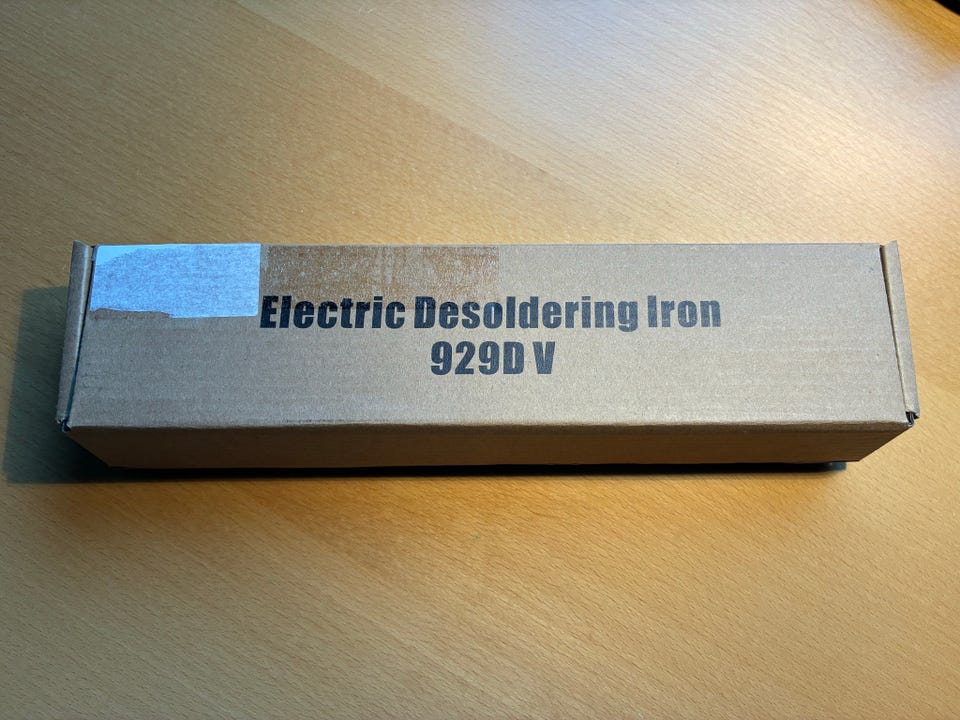 Electric Desoldering Iron
929D V